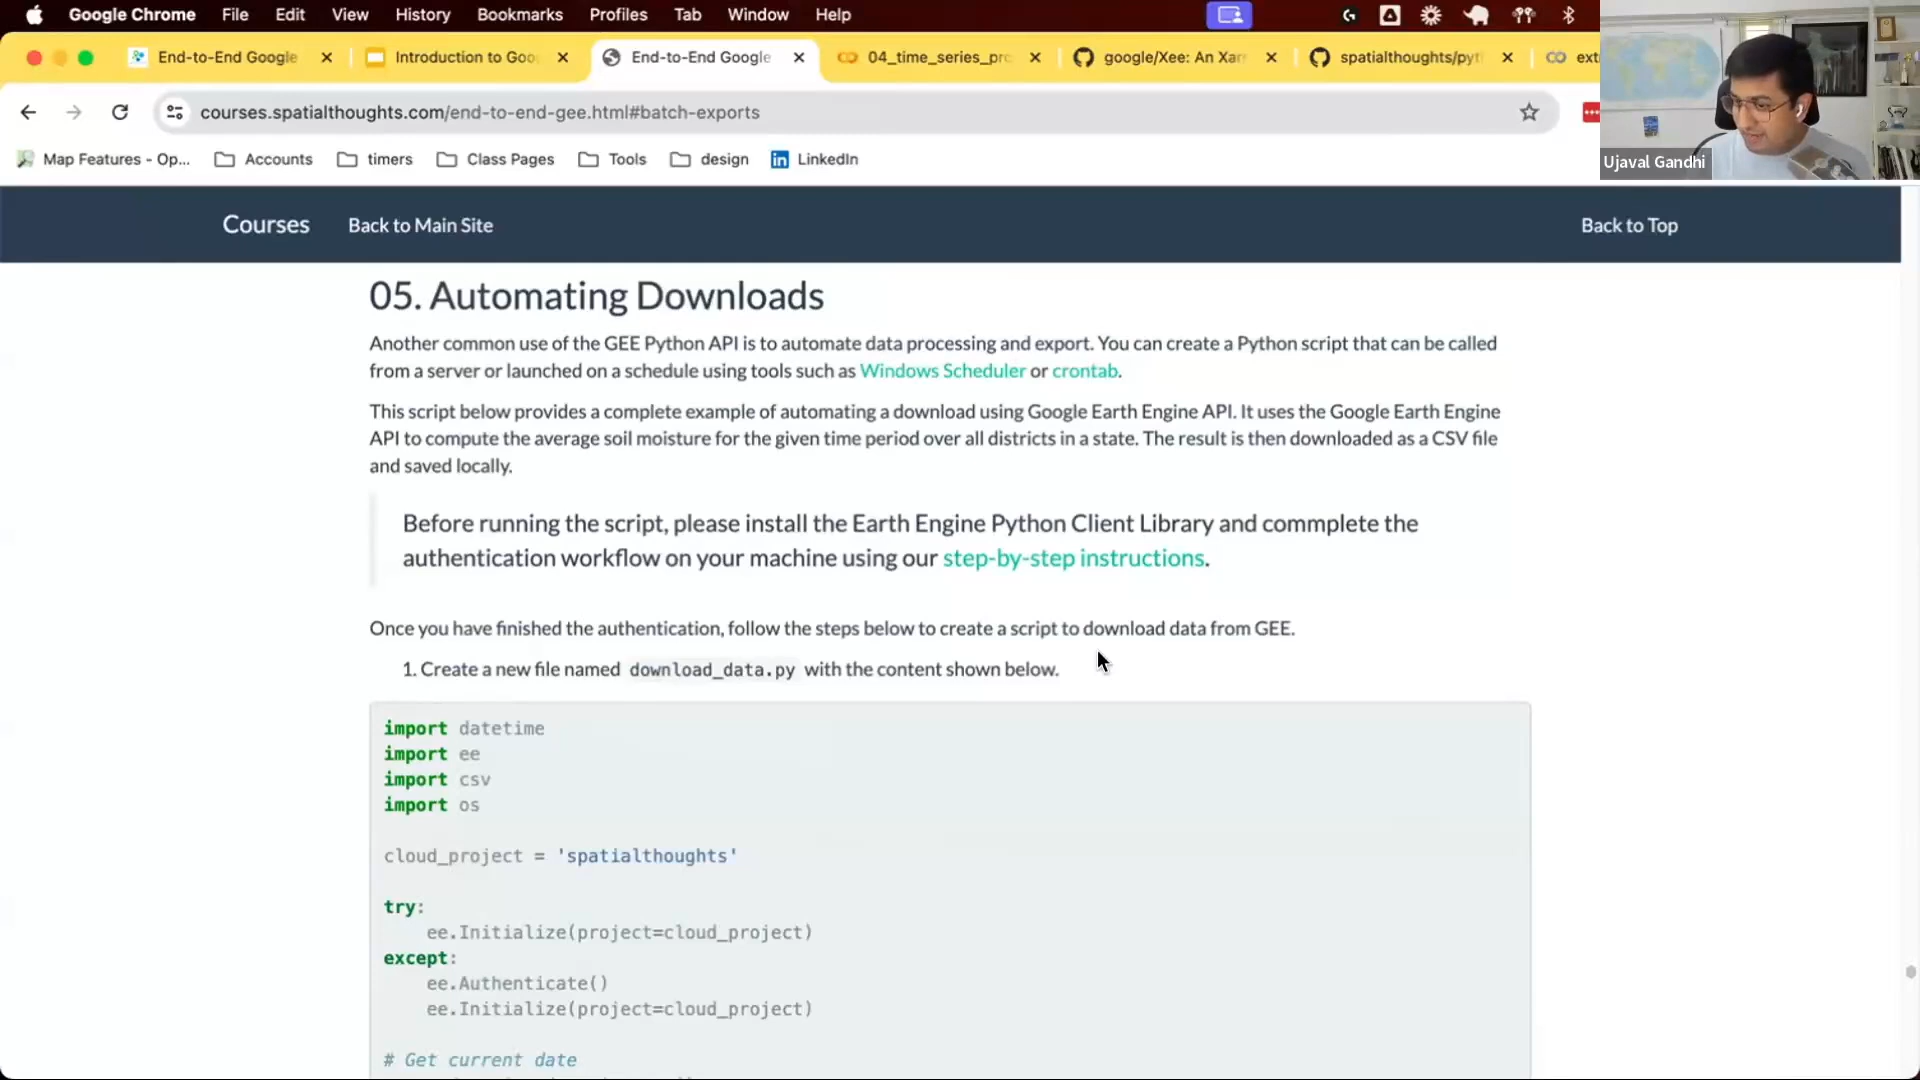 Google Chrome File Edit View History Bookmarks Profiles Tab Window Help
End-to-End Google
Introduction to Goo
End-to-End Google
04_time_series_pro
google/Xee: An Xar
spatialthoughts/pyt
ext
courses.spatialthoughts.com/end-to-end-gee.html#batch-exports
Map Features - Op...
Accounts
timers
Class Pages
Tools
design
LinkedIn
Ujaval Gandhi
Courses
Back to Main Site
Back to Top
05. Automating Downloads
Another common use of the GEE Python API is to automate data processing and export. You can create a Python script that can be called
from a server or launched on a schedule using tools such as Windows Scheduler or crontab.
This script below provides a complete example of automating a download using Google Earth Engine API. It uses the Google Earth Engine
API to compute the average soil moisture for the given time period over all districts in a state. The result is then downloaded as a CSV file
and saved locally.
Before running the script, please install the Earth Engine Python Client Library and commplete the
authentication workflow on your machine using our step-by-step instructions.
Once you have finished the authentication, follow the steps below to create a script to download data from GEE.
1. Create a new file named download_data.py with the content shown below.
import datetime
import ee
import csv
import os
cloud_project = 'spatialthoughts'
try:
ee.Initialize(project=cloud_project)
except:
ee.Authenticate()
ee.Initialize(project=cloud_project)
# Get current date